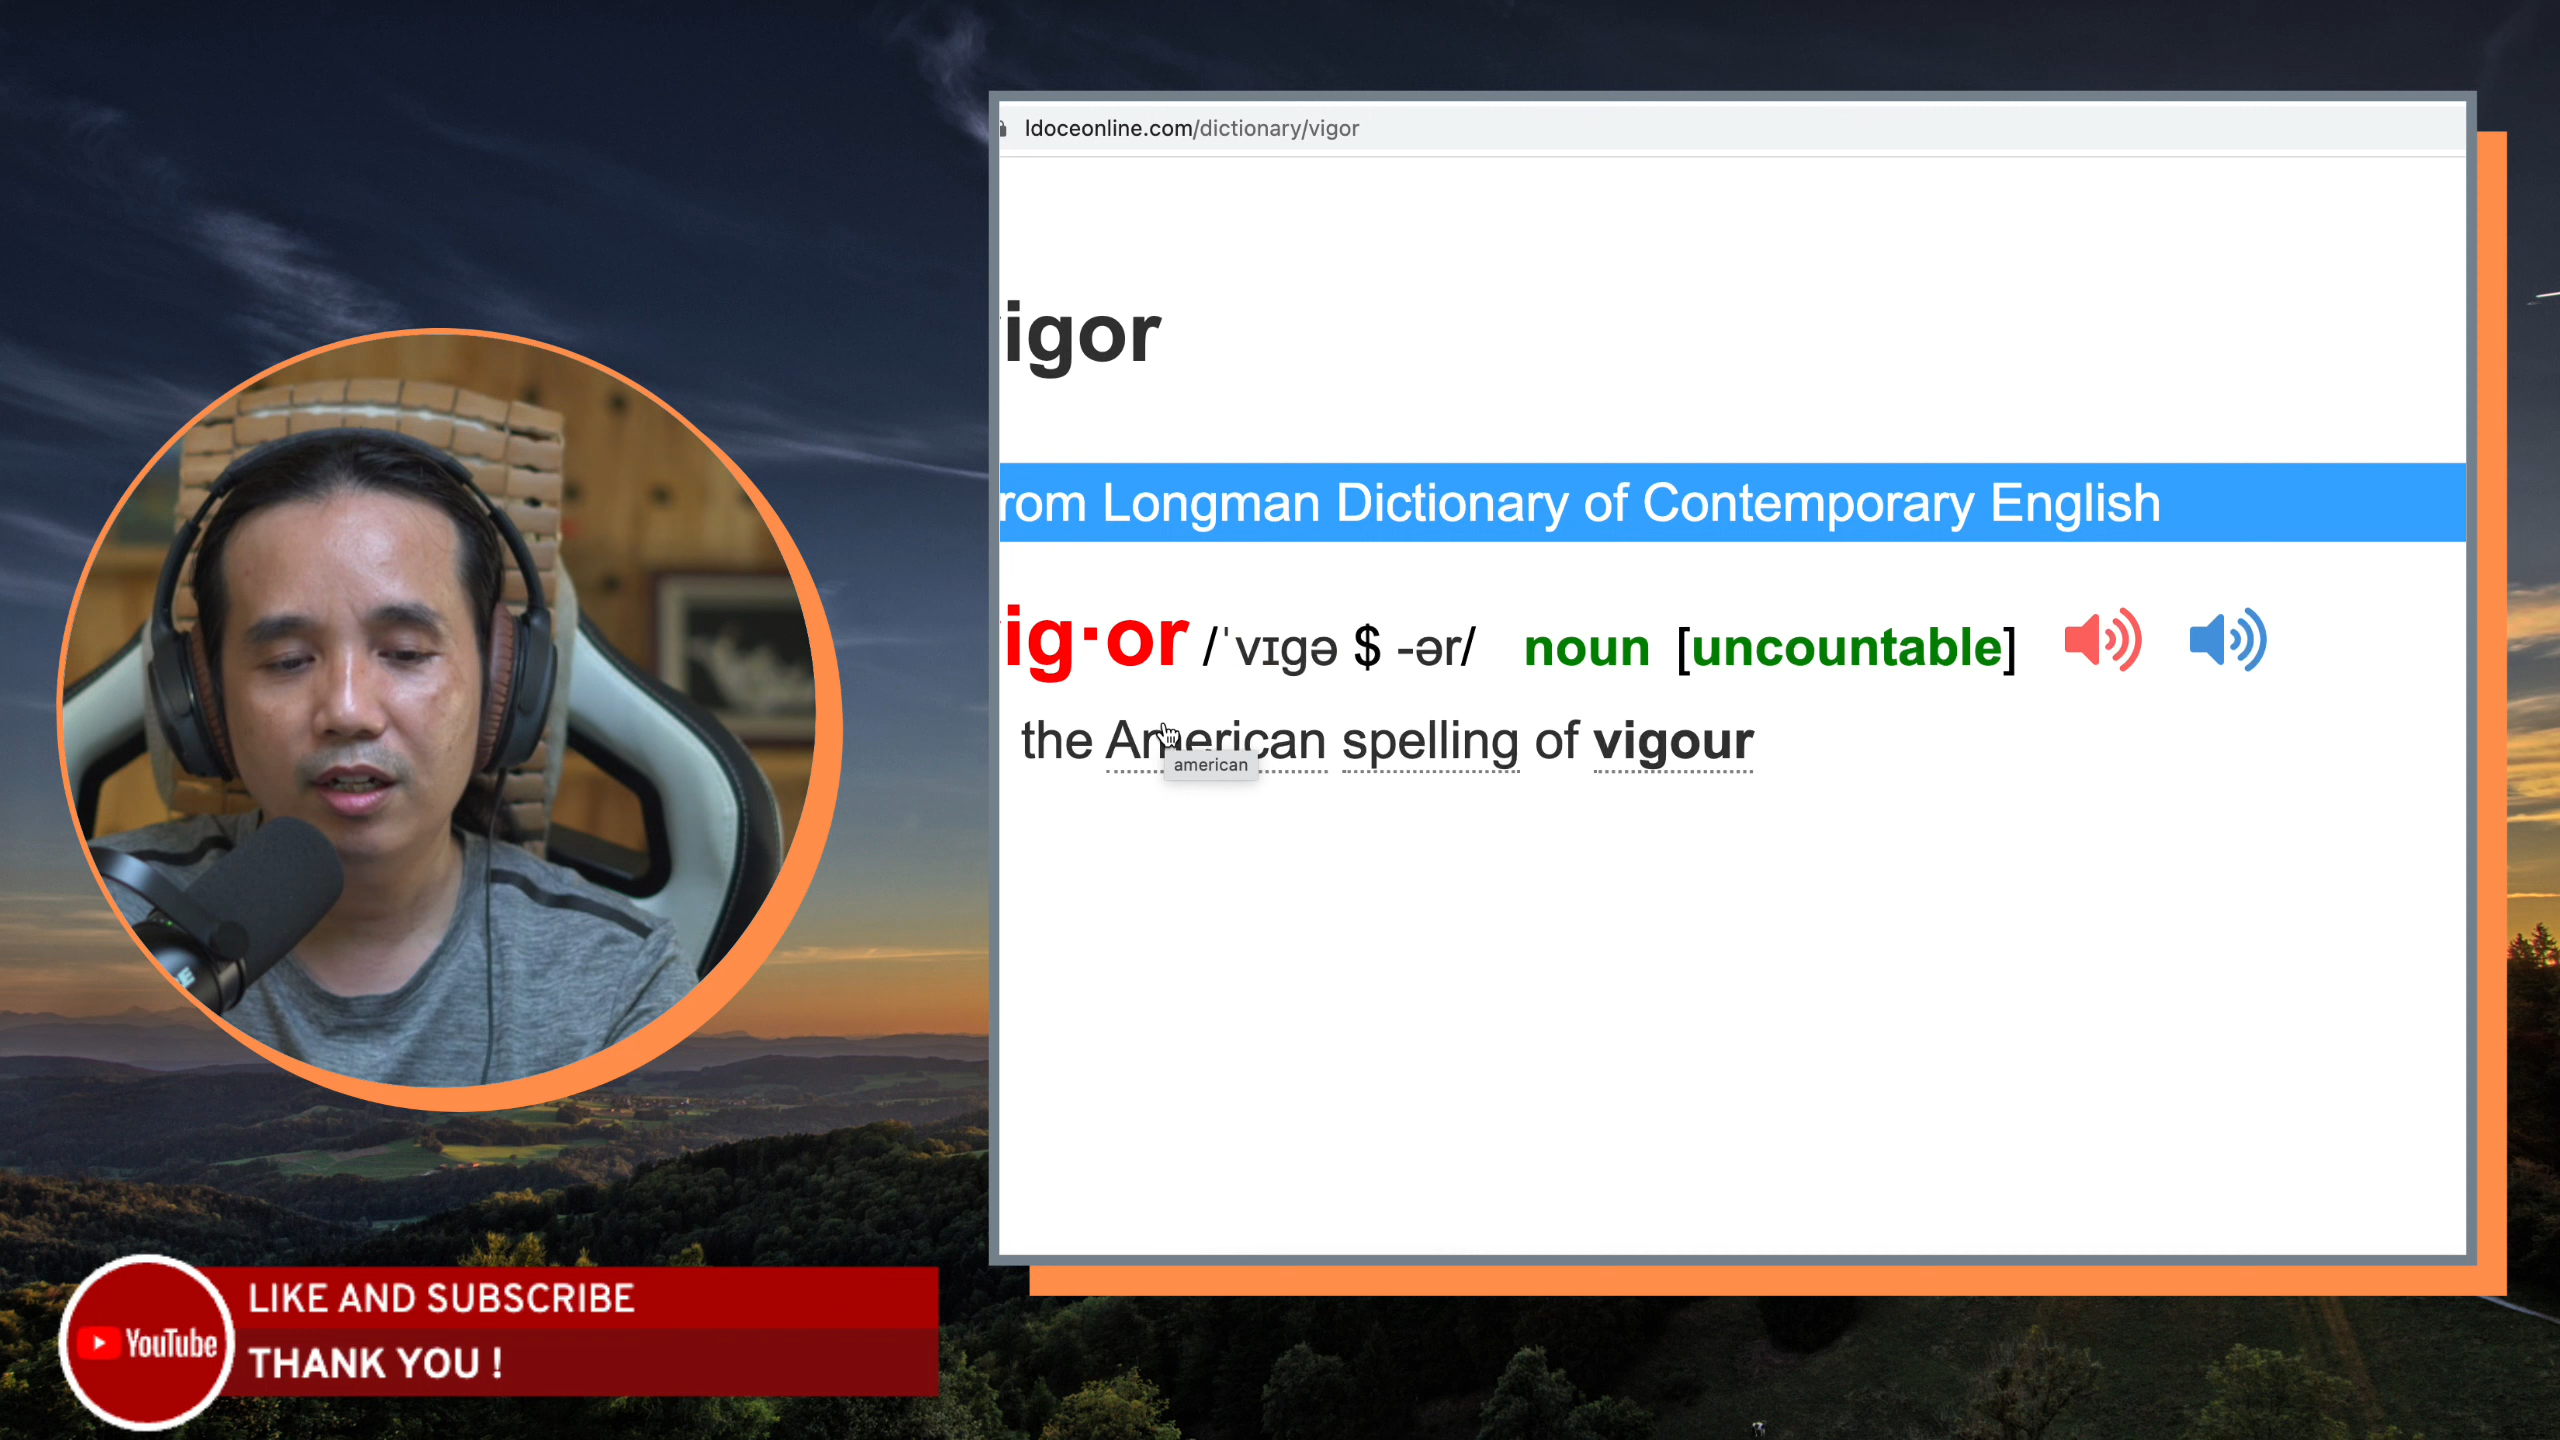 ldoceonline.com/dictionary/vigor
igor
rom Longman Dictionary of Contemporary English
ig·or /ˈvɪɡə $ -ər/ noun [uncountable]
the American spelling of vigour
american
LIKE AND SUBSCRIBE
YouTube
THANK YOU !